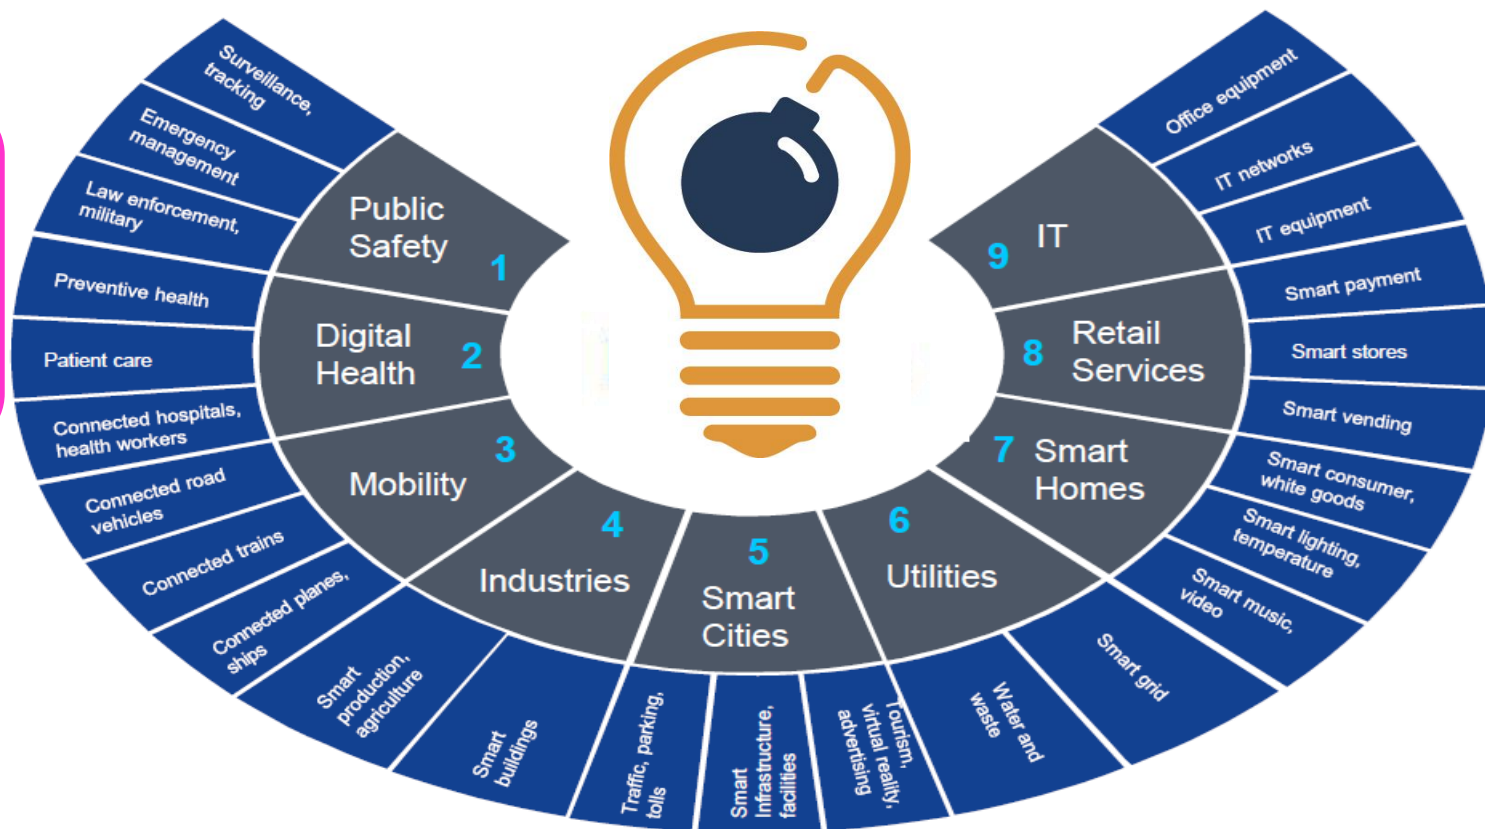 Surveillance,
tracking
Emergency
management
Law enforcement,
military
Public
Safety
1
Preventive health
Patient care
Connected hospitals,
health workers
Digital
Health
2
Connected road
vehicles
Connected trains
Connected planes,
ships
Mobility
3
Smart
production,
agriculture
Smart
buildings
Industries
4
Traffic, parking,
tolls
Smart
Infrastructure,
facilities
Tourism,
virtual reality,
advertising
Smart
Cities
5
Water and
waste
Smart grid
Utilities
6
Smart music,
video
Smart lighting,
temperature
Smart consumer,
white goods
Smart
Homes
7
Smart vending
Smart stores
Smart payment
Retail
Services
8
IT equipment
IT networks
Office equipment
IT
9